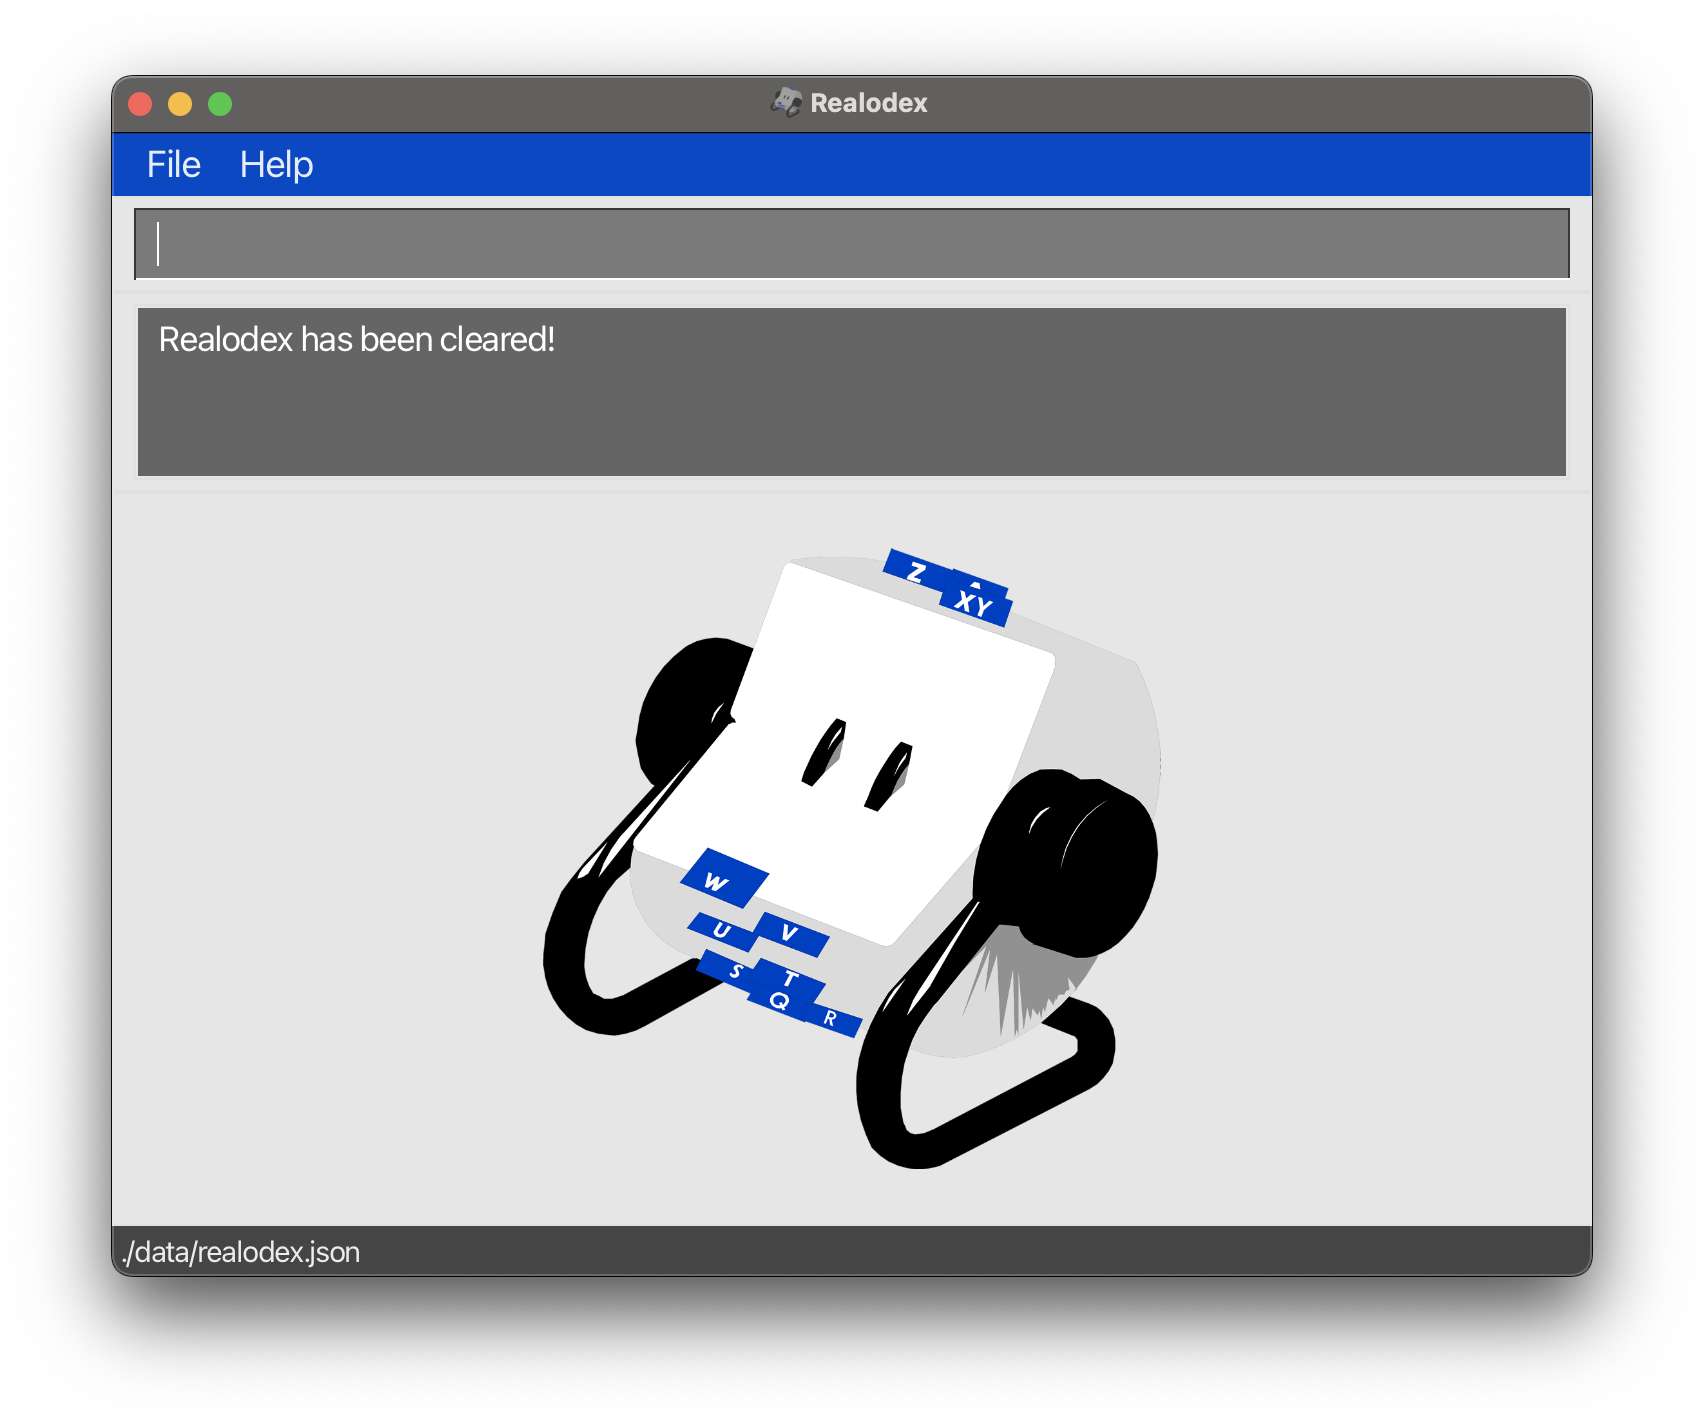 Realodex
File Help
Realodex has been cleared!
Z
XY
W
U V
S T
Q R
./data/realodex.json